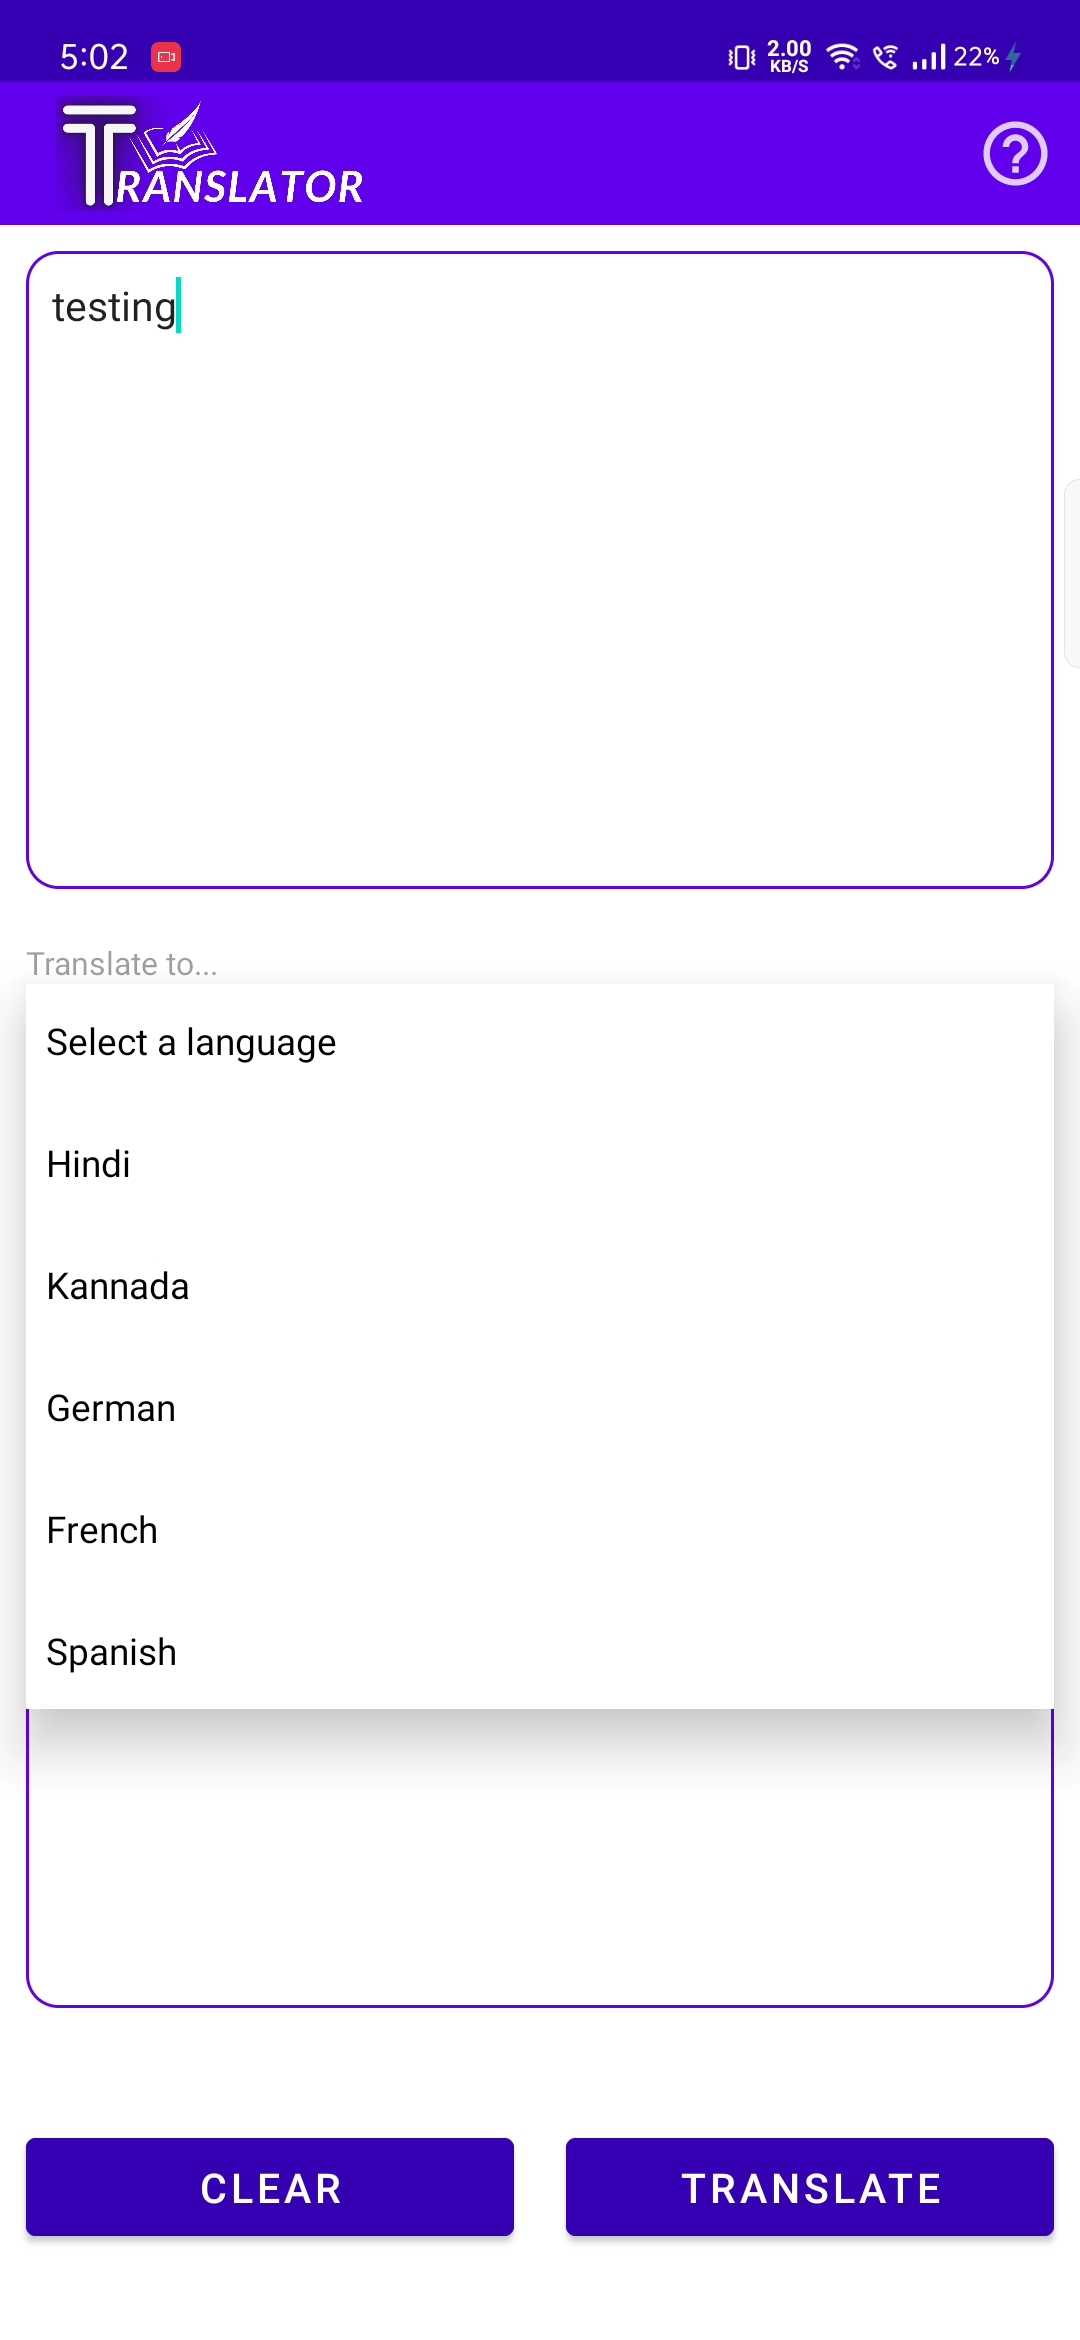 5:02 2.00 KB/S 22%
TRANSLATOR
testing
Translate to...
Select a language
Hindi
Kannada
German
French
Spanish
CLEAR TRANSLATE